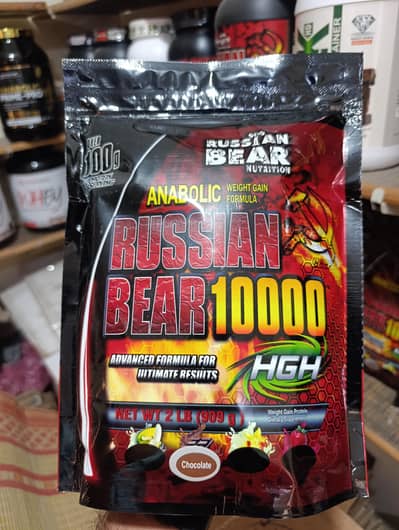 100g
RUSSIAN
BEAR
NUTRITION
ANABOLIC WEIGHT GAIN
FORMULA
RUSSIAN
BEAR 10000
ADVANCED FORMULA FOR
ULTIMATE RESULTS
HGH
NET WT 2 LB (909 g)
Weight Gain Protein
Chocolate